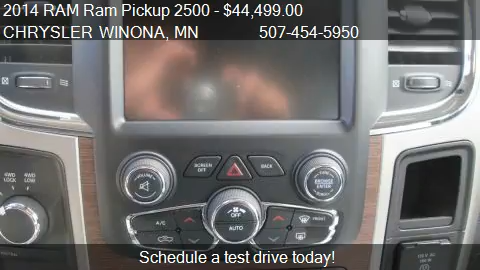 2014 RAM Ram Pickup 2500 - $44,499.00
CHRYSLER WINONA, MN 507-454-5950
SCREEN OFF
BACK
VOLUME
BROWSE ENTER
4WD LOCK
4WD LOW
A/C
AUTO
FRONT
Schedule a test drive today!